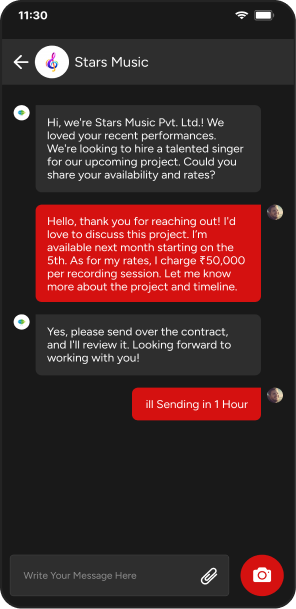 11:30
Stars Music
Hi, we're Stars Music Pvt. Ltd.! We
loved your recent performances.
We're looking to hire a talented singer
for our upcoming project. Could you
share your availability and rates?
Hello, thank you for reaching out! I'd
love to discuss this project. I'm
available next month starting on the
5th. As for my rates, I charge ₹50,000
per recording session. Let me know
more about the project and timeline.
Yes, please send over the contract,
and I'll review it. Looking forward to
working with you!
ill Sending in 1 Hour
Write Your Message Here